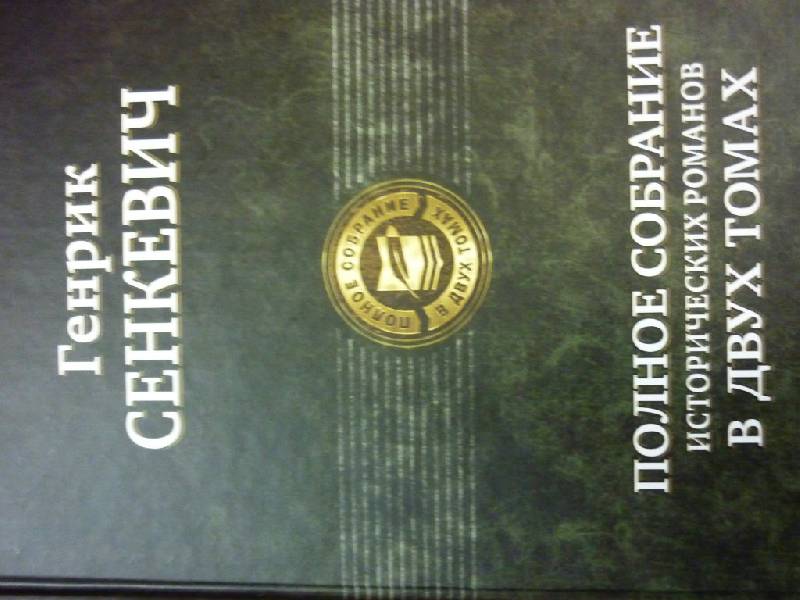 Генрик
СЕНКЕВИЧ
ПОЛНОЕ СОБРАНИЕ
В ДВУХ ТОМАХ
ПОЛНОЕ СОБРАНИЕ
ИСТОРИЧЕСКИХ РОМАНОВ
В ДВУХ ТОМАХ